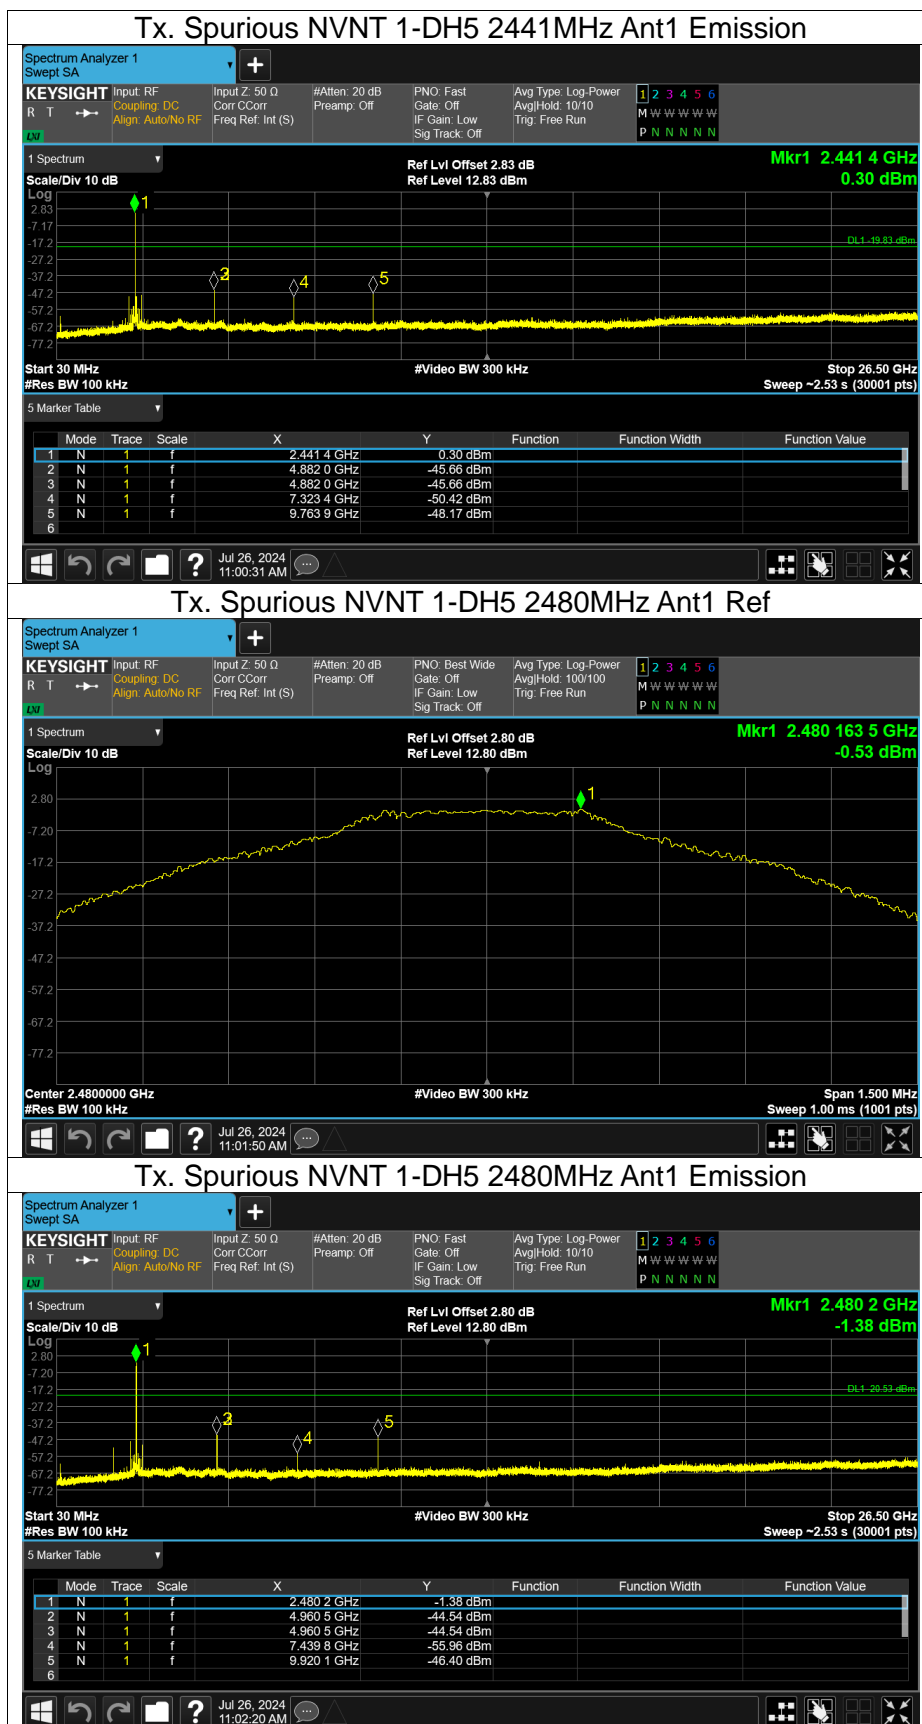 Tx. Spurious NVNT 1-DH5 2441MHz Ant1 Emission
Spectrum Analyzer 1
Swept SA
KEYSIGHT Input: RF Input Z: 50 Ω #Atten: 20 dB PNO: Fast Avg Type: Log-Power 1 2 3 4 5 6
R T Coupling: DC Corr CCorr Preamp: Off Gate: Off Avg|Hold: 10/10 M W W W W W
Align: Auto/No RF Freq Ref: Int (S) IF Gain: Low Trig: Free Run
LXI Sig Track: Off P N N N N N
1 Spectrum Ref Lvl Offset 2.83 dB Mkr1 2.441 4 GHz
Scale/Div 10 dB Ref Level 12.83 dBm 0.30 dBm
Log
1
2.83
-7.17
-17.2
DL1 -19.83 dBm
-27.2
-37.2
2 3 4 5
-47.2
-57.2
-67.2
-77.2
Start 30 MHz #Video BW 300 kHz Stop 26.50 GHz
#Res BW 100 kHz Sweep ~2.53 s (30001 pts)
5 Marker Table
Mode Trace Scale X Y Function Function Width Function Value
1 N 1 f 2.441 4 GHz 0.30 dBm
2 N 1 f 4.882 0 GHz -45.66 dBm
3 N 1 f 4.882 0 GHz -45.66 dBm
4 N 1 f 7.323 4 GHz -50.42 dBm
5 N 1 f 9.763 9 GHz -48.17 dBm
6
? Jul 26, 2024
11:00:31 AM
Tx. Spurious NVNT 1-DH5 2480MHz Ant1 Ref
Spectrum Analyzer 1
Swept SA
KEYSIGHT Input: RF Input Z: 50 Ω #Atten: 20 dB PNO: Best Wide Avg Type: Log-Power 1 2 3 4 5 6
R T Coupling: DC Corr CCorr Preamp: Off Gate: Off Avg|Hold: 100/100 M W W W W W
Align: Auto/No RF Freq Ref: Int (S) IF Gain: Low Trig: Free Run
LXI Sig Track: Off P N N N N N
1 Spectrum Ref Lvl Offset 2.80 dB Mkr1 2.480 163 5 GHz
Scale/Div 10 dB Ref Level 12.80 dBm -0.53 dBm
Log
1
2.80
-7.20
-17.2
-27.2
-37.2
-47.2
-57.2
-67.2
-77.2
Center 2.4800000 GHz #Video BW 300 kHz Span 1.500 MHz
#Res BW 100 kHz Sweep 1.00 ms (1001 pts)
? Jul 26, 2024
11:01:50 AM
Tx. Spurious NVNT 1-DH5 2480MHz Ant1 Emission
Spectrum Analyzer 1
Swept SA
KEYSIGHT Input: RF Input Z: 50 Ω #Atten: 20 dB PNO: Fast Avg Type: Log-Power 1 2 3 4 5 6
R T Coupling: DC Corr CCorr Preamp: Off Gate: Off Avg|Hold: 10/10 M W W W W W
Align: Auto/No RF Freq Ref: Int (S) IF Gain: Low Trig: Free Run
LXI Sig Track: Off P N N N N N
1 Spectrum Ref Lvl Offset 2.80 dB Mkr1 2.480 2 GHz
Scale/Div 10 dB Ref Level 12.80 dBm -1.38 dBm
Log
1
2.80
-7.20
-17.2
DL1 -20.53 dBm
-27.2
-37.2
2 3 4 5
-47.2
-57.2
-67.2
-77.2
Start 30 MHz #Video BW 300 kHz Stop 26.50 GHz
#Res BW 100 kHz Sweep ~2.53 s (30001 pts)
5 Marker Table
Mode Trace Scale X Y Function Function Width Function Value
1 N 1 f 2.480 2 GHz -1.38 dBm
2 N 1 f 4.960 5 GHz -44.54 dBm
3 N 1 f 4.960 5 GHz -44.54 dBm
4 N 1 f 7.439 8 GHz -55.96 dBm
5 N 1 f 9.920 1 GHz -46.40 dBm
6
? Jul 26, 2024
11:02:20 AM